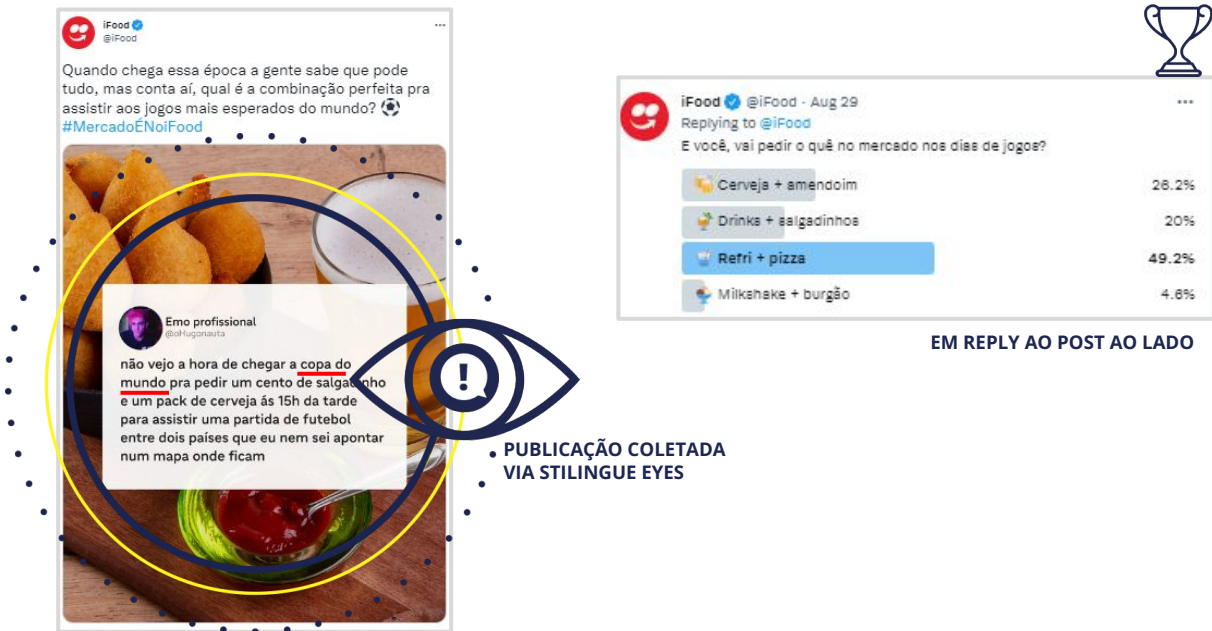 iFood
@iFood
Quando chega essa época a gente sabe que pode
tudo, mas conta aí, qual é a combinação perfeita pra
assistir aos jogos mais esperados do mundo?
#MercadoÉNoiFood
Emo profissional
@oHugonauta
não vejo a hora de chegar a copa do
mundo pra pedir um cento de salgadinho
e um pack de cerveja ás 15h da tarde
para assistir uma partida de futebol
entre dois países que eu nem sei apontar
num mapa onde ficam
PUBLICAÇÃO COLETADA
VIA STILINGUE EYES
iFood @iFood · Aug 29
Replying to @iFood
E você, vai pedir o quê no mercado nos dias de jogos?
Cerveja + amendoim 26.2%
Drinks + salgadinhos 20%
Refri + pizza 49.2%
Milkshake + burgão 4.6%
EM REPLY AO POST AO LADO